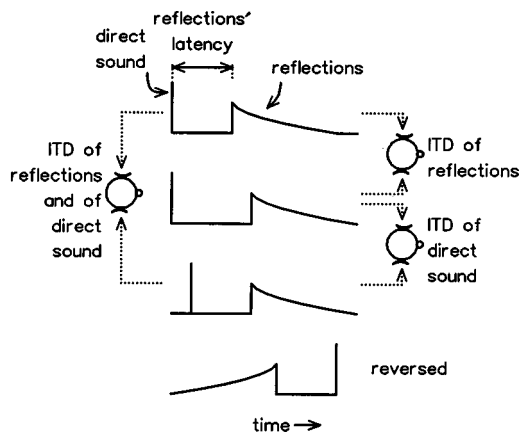 reflections'
latency
direct
sound
reflections
ITD of
reflections
and of
direct
sound
ITD of
reflections
ITD of
direct
sound
reversed
time →